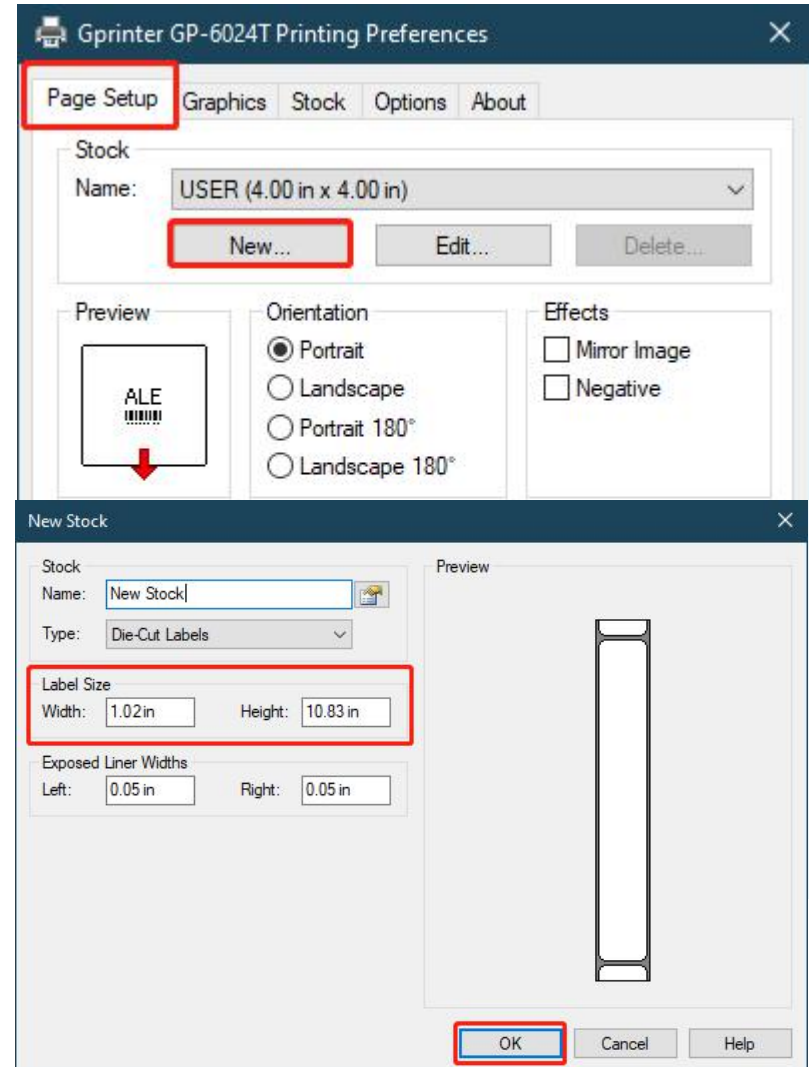 Gprinter GP-6024T Printing Preferences
Page Setup Graphics Stock Options About
Stock
Name: USER (4.00 in x 4.00 in)
New... Edit... Delete...
Preview Orientation Effects
ALE
Portrait
Landscape
Portrait 180°
Landscape 180°
Mirror Image
Negative
New Stock
Stock
Name: New Stock
Type: Die-Cut Labels
Label Size
Width: 1.02in Height: 10.83 in
Exposed Liner Widths
Left: 0.05 in Right: 0.05 in
Preview
OK Cancel Help